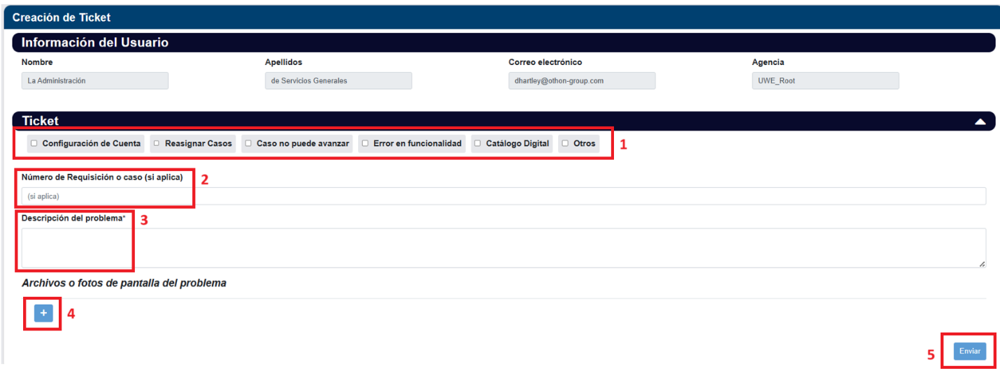 Creación de Ticket
Información del Usuario
Nombre Apellidos Correo electrónico Agencia
La Administración de Servicios Generales dhartley@othon-group.com UWE_Root
Ticket
Configuración de Cuenta Reasignar Casos Caso no puede avanzar Error en funcionalidad Catálogo Digital Otros 1
Número de Requisición o caso (si aplica) 2
(si aplica)
Descripción del problema* 3
Archivos o fotos de pantalla del problema
+ 4
5 Enviar